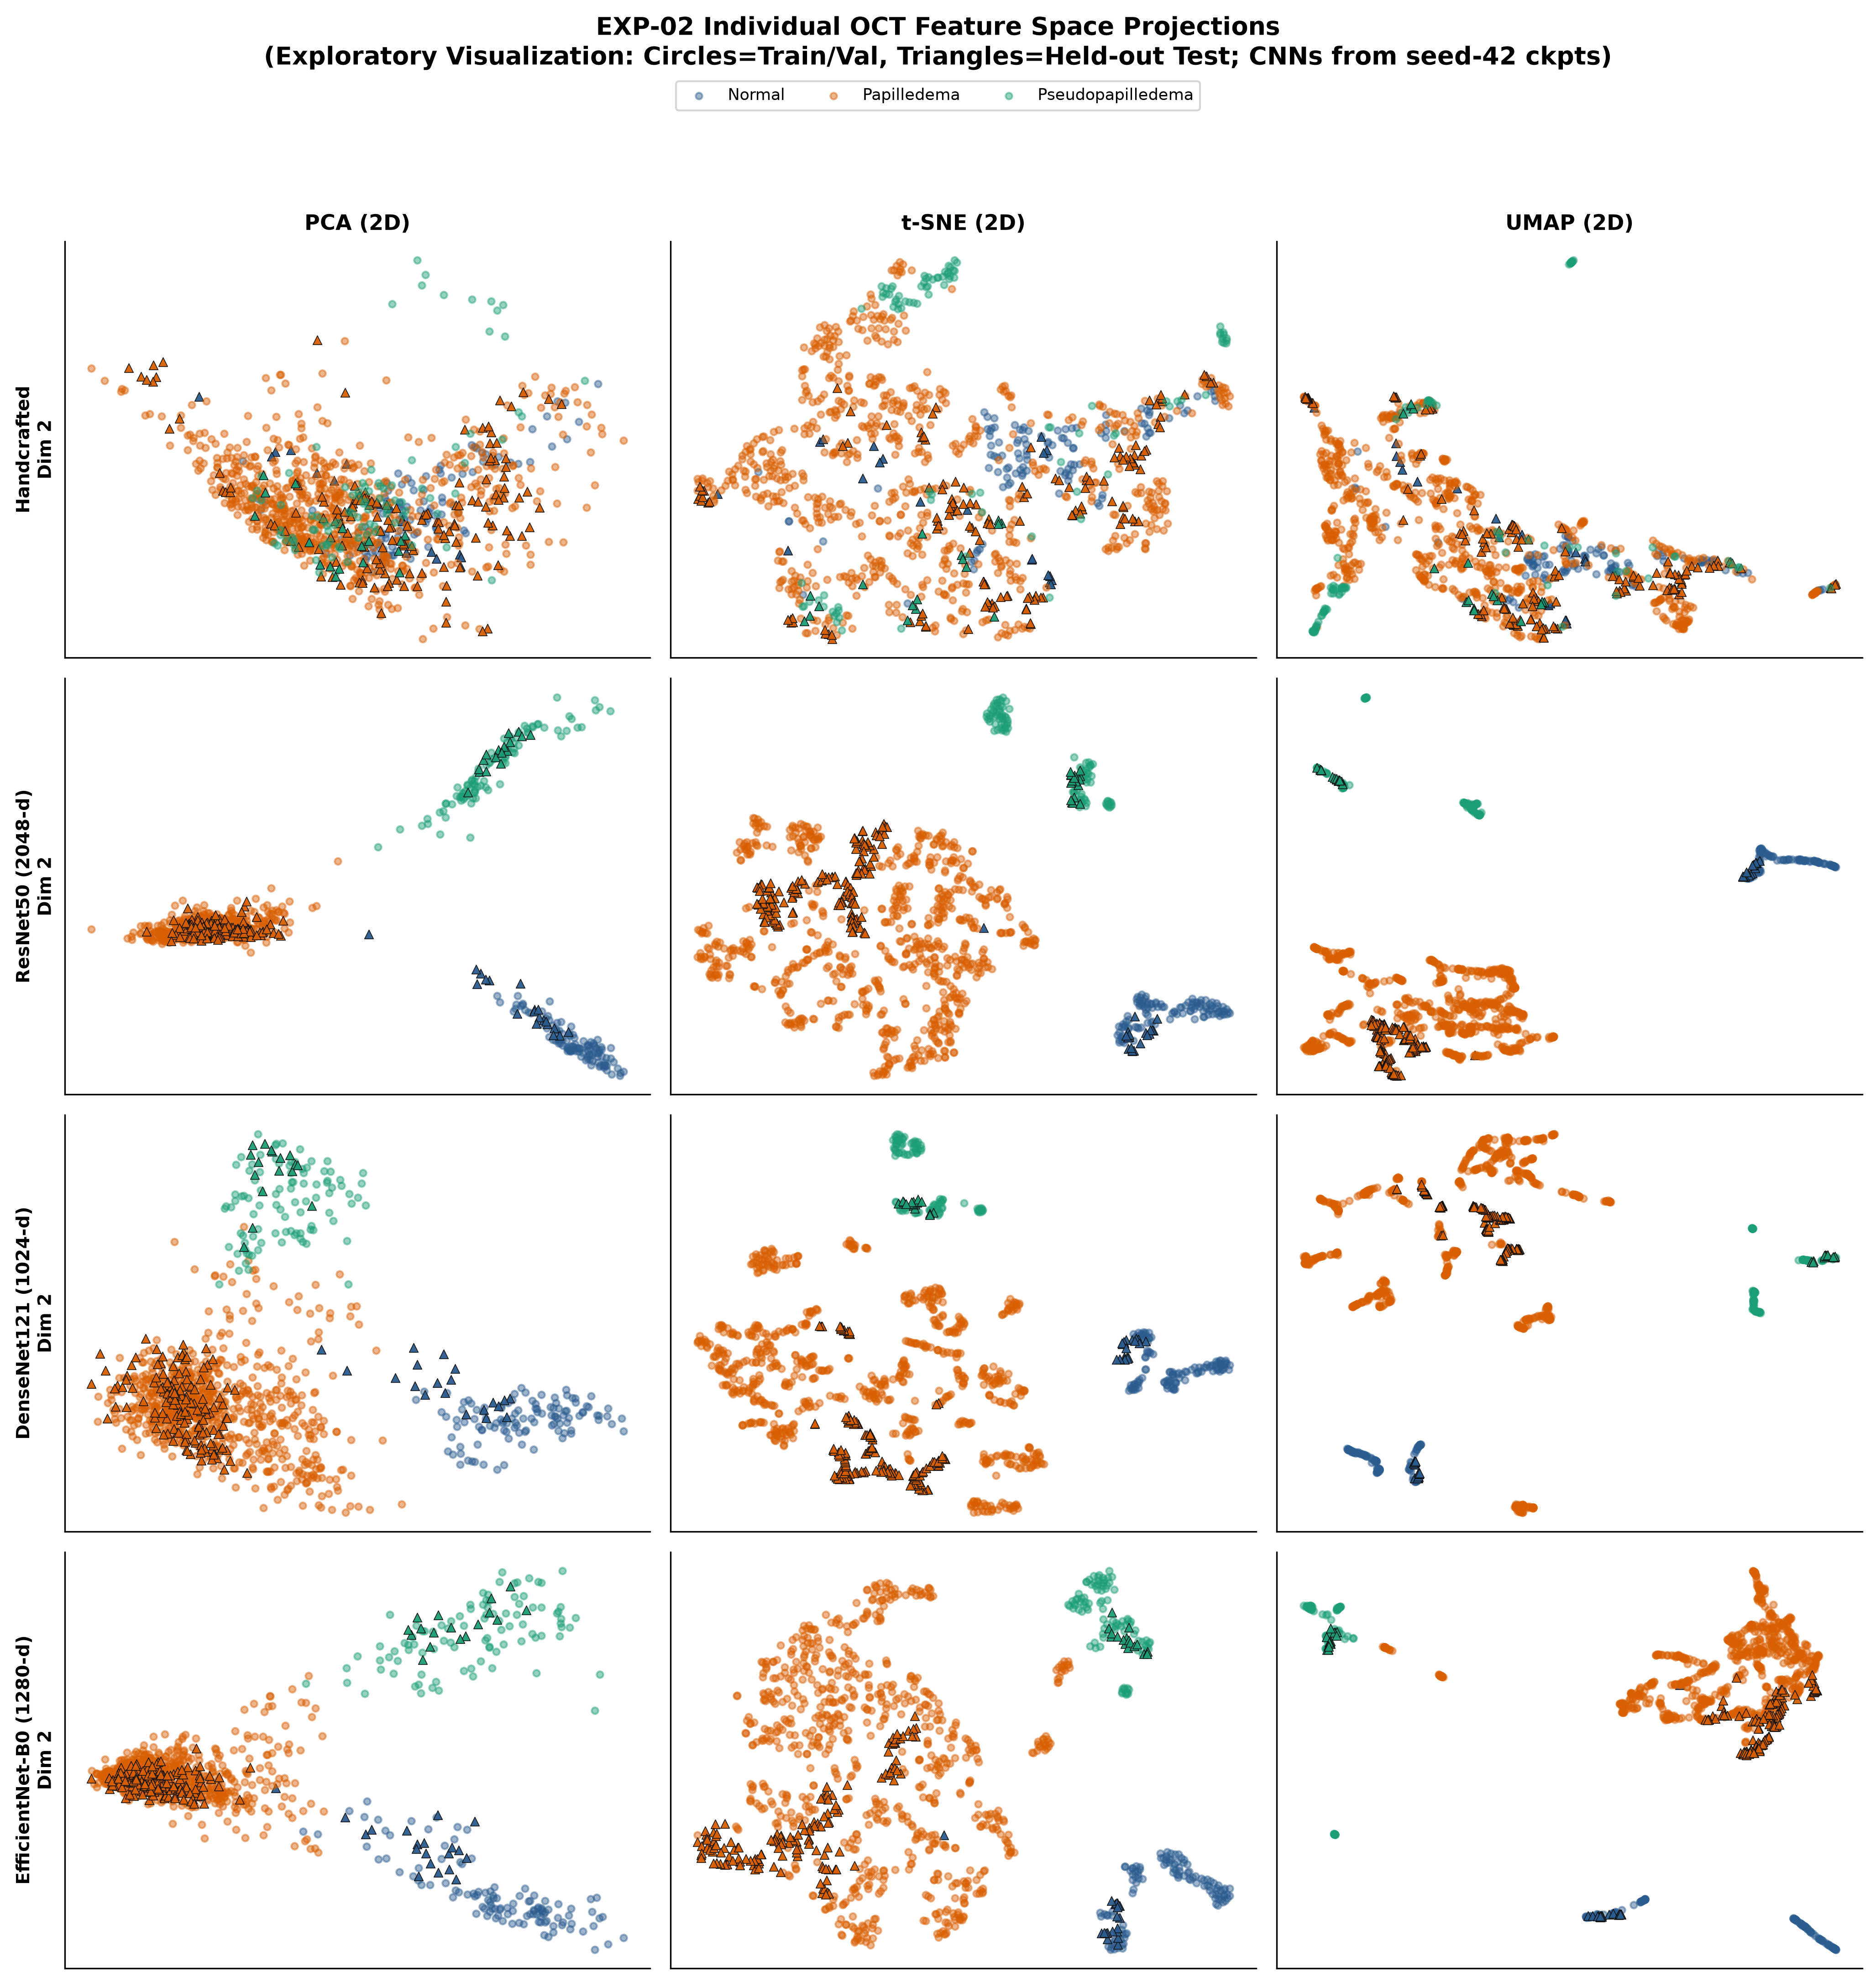 EXP-02 Individual OCT Feature Space Projections
(Exploratory Visualization: Circles=Train/Val, Triangles=Held-out Test; CNNs from seed-42 ckpts)
Normal Papilledema Pseudopapilledema
PCA (2D) t-SNE (2D) UMAP (2D)
Handcrafted
Dim 2
ResNet50 (2048-d)
Dim 2
DenseNet121 (1024-d)
Dim 2
EfficientNet-B0 (1280-d)
Dim 2